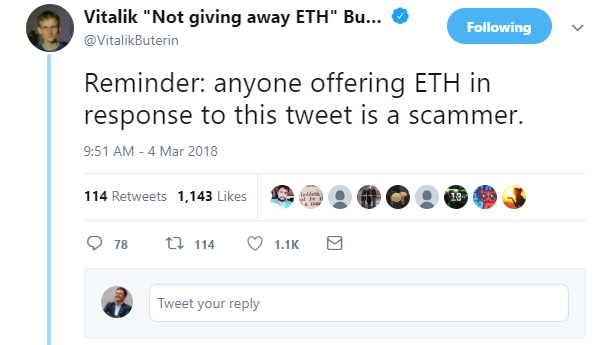 Vitalik "Not giving away ETH" Bu...
Following
@VitalikButerin
Reminder: anyone offering ETH in
response to this tweet is a scammer.
9:51 AM - 4 Mar 2018
114 Retweets 1,143 Likes
78 114 1.1K
Tweet your reply